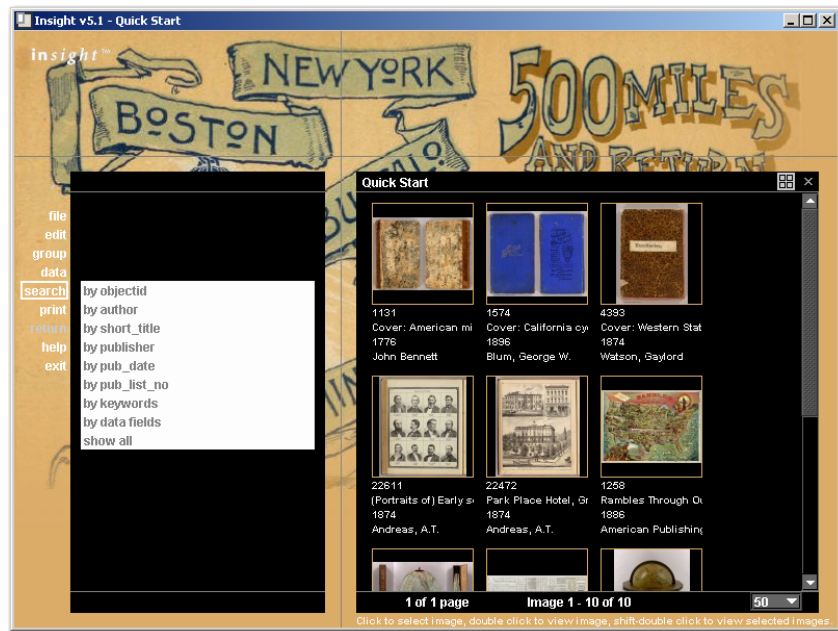 Insight v5.1 - Quick Start
insight™
NEW YORK
BOSTON
500 MILES
AND RETURN
Quick Start
file
edit
group
data
search
print
return
help
exit
by objectid
by author
by short_title
by publisher
by pub_date
by pub_list_no
by keywords
by data fields
show all
1131
Cover: American mi
1776
John Bennett
1574
Cover: California cy
1896
Blum, George W.
4393
Cover: Western Stat
1874
Watson, Gaylord
22611
(Portraits of) Early s
1874
Andreas, A.T.
22472
Park Place Hotel, Gr
1874
Andreas, A.T.
1258
Rambles Through Ou
1886
American Publishing
1 of 1 page
Image 1 - 10 of 10
50
Click to select image, double click to view image, shift-double click to view selected images.